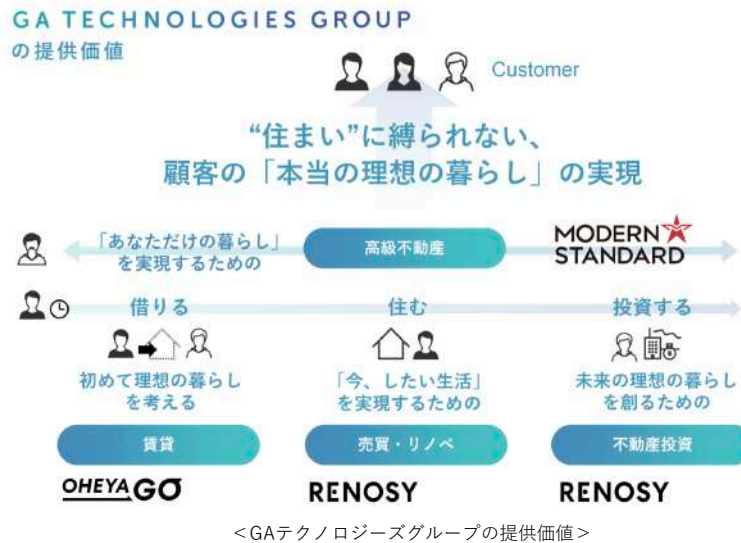 GA TECHNOLOGIES GROUP
の提供価値
Customer
“住まい”に縛られない、
顧客の「本当の理想の暮らし」の実現
「あなただけの暮らし」
を実現するための
高級不動産
MODERN
STANDARD
借りる
住む
投資する
初めて理想の暮らし
を考える
「今、したい生活」
を実現するための
未来の理想の暮らし
を創るための
賃貸
売買・リノベ
不動産投資
OHEYAGO
RENOSY
RENOSY
＜GAテクノロジーズグループの提供価値＞